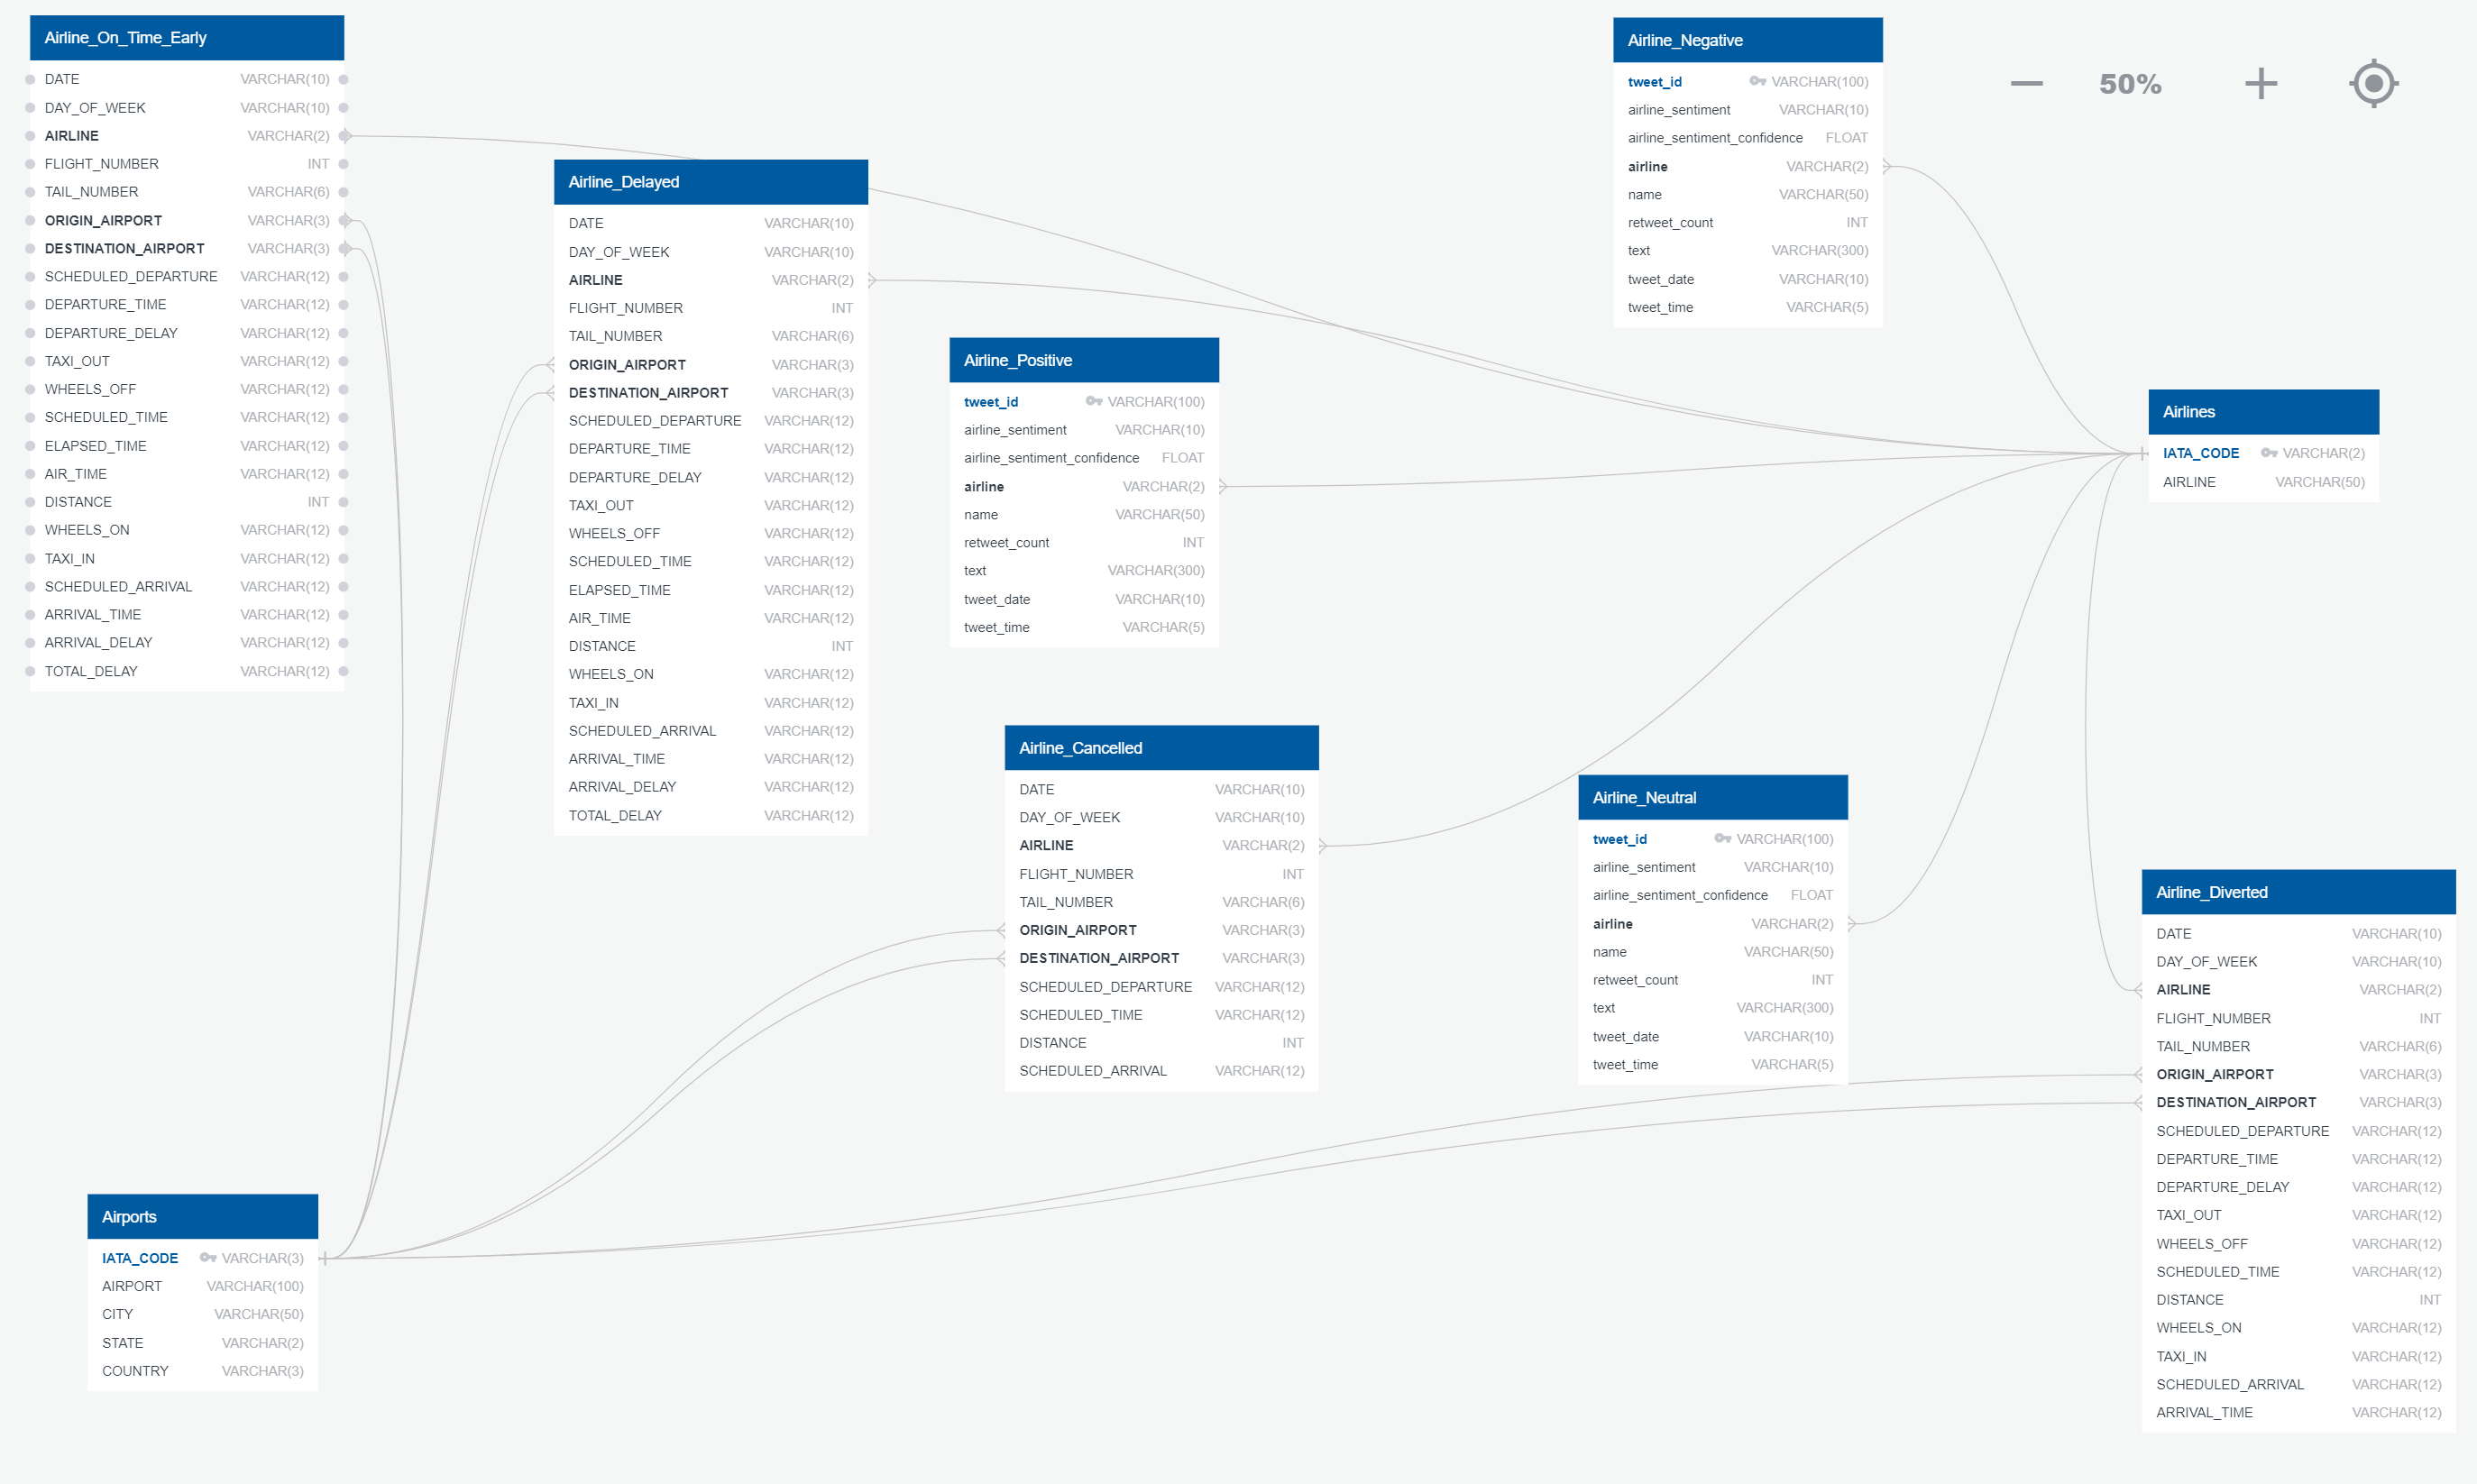 Airline_On_Time_Early
DATE VARCHAR(10)
DAY_OF_WEEK VARCHAR(10)
AIRLINE VARCHAR(2)
FLIGHT_NUMBER INT
TAIL_NUMBER VARCHAR(6)
ORIGIN_AIRPORT VARCHAR(3)
DESTINATION_AIRPORT VARCHAR(3)
SCHEDULED_DEPARTURE VARCHAR(12)
DEPARTURE_TIME VARCHAR(12)
DEPARTURE_DELAY VARCHAR(12)
TAXI_OUT VARCHAR(12)
WHEELS_OFF VARCHAR(12)
SCHEDULED_TIME VARCHAR(12)
ELAPSED_TIME VARCHAR(12)
AIR_TIME VARCHAR(12)
DISTANCE INT
WHEELS_ON VARCHAR(12)
TAXI_IN VARCHAR(12)
SCHEDULED_ARRIVAL VARCHAR(12)
ARRIVAL_TIME VARCHAR(12)
ARRIVAL_DELAY VARCHAR(12)
TOTAL_DELAY VARCHAR(12)
Airline_Delayed
DATE VARCHAR(10)
DAY_OF_WEEK VARCHAR(10)
AIRLINE VARCHAR(2)
FLIGHT_NUMBER INT
TAIL_NUMBER VARCHAR(6)
ORIGIN_AIRPORT VARCHAR(3)
DESTINATION_AIRPORT VARCHAR(3)
SCHEDULED_DEPARTURE VARCHAR(12)
DEPARTURE_TIME VARCHAR(12)
DEPARTURE_DELAY VARCHAR(12)
TAXI_OUT VARCHAR(12)
WHEELS_OFF VARCHAR(12)
SCHEDULED_TIME VARCHAR(12)
ELAPSED_TIME VARCHAR(12)
AIR_TIME VARCHAR(12)
DISTANCE INT
WHEELS_ON VARCHAR(12)
TAXI_IN VARCHAR(12)
SCHEDULED_ARRIVAL VARCHAR(12)
ARRIVAL_TIME VARCHAR(12)
ARRIVAL_DELAY VARCHAR(12)
TOTAL_DELAY VARCHAR(12)
Airline_Positive
tweet_id VARCHAR(100)
airline_sentiment VARCHAR(10)
airline_sentiment_confidence FLOAT
airline VARCHAR(2)
name VARCHAR(50)
retweet_count INT
text VARCHAR(300)
tweet_date VARCHAR(10)
tweet_time VARCHAR(5)
Airline_Negative
tweet_id VARCHAR(100)
airline_sentiment VARCHAR(10)
airline_sentiment_confidence FLOAT
airline VARCHAR(2)
name VARCHAR(50)
retweet_count INT
text VARCHAR(300)
tweet_date VARCHAR(10)
tweet_time VARCHAR(5)
50%
Airlines
IATA_CODE VARCHAR(2)
AIRLINE VARCHAR(50)
Airline_Cancelled
DATE VARCHAR(10)
DAY_OF_WEEK VARCHAR(10)
AIRLINE VARCHAR(2)
FLIGHT_NUMBER INT
TAIL_NUMBER VARCHAR(6)
ORIGIN_AIRPORT VARCHAR(3)
DESTINATION_AIRPORT VARCHAR(3)
SCHEDULED_DEPARTURE VARCHAR(12)
SCHEDULED_TIME VARCHAR(12)
DISTANCE INT
SCHEDULED_ARRIVAL VARCHAR(12)
Airline_Neutral
tweet_id VARCHAR(100)
airline_sentiment VARCHAR(10)
airline_sentiment_confidence FLOAT
airline VARCHAR(2)
name VARCHAR(50)
retweet_count INT
text VARCHAR(300)
tweet_date VARCHAR(10)
tweet_time VARCHAR(5)
Airline_Diverted
DATE VARCHAR(10)
DAY_OF_WEEK VARCHAR(10)
AIRLINE VARCHAR(2)
FLIGHT_NUMBER INT
TAIL_NUMBER VARCHAR(6)
ORIGIN_AIRPORT VARCHAR(3)
DESTINATION_AIRPORT VARCHAR(3)
SCHEDULED_DEPARTURE VARCHAR(12)
DEPARTURE_TIME VARCHAR(12)
DEPARTURE_DELAY VARCHAR(12)
TAXI_OUT VARCHAR(12)
WHEELS_OFF VARCHAR(12)
SCHEDULED_TIME VARCHAR(12)
DISTANCE INT
WHEELS_ON VARCHAR(12)
TAXI_IN VARCHAR(12)
SCHEDULED_ARRIVAL VARCHAR(12)
ARRIVAL_TIME VARCHAR(12)
Airports
IATA_CODE VARCHAR(3)
AIRPORT VARCHAR(100)
CITY VARCHAR(50)
STATE VARCHAR(2)
COUNTRY VARCHAR(3)